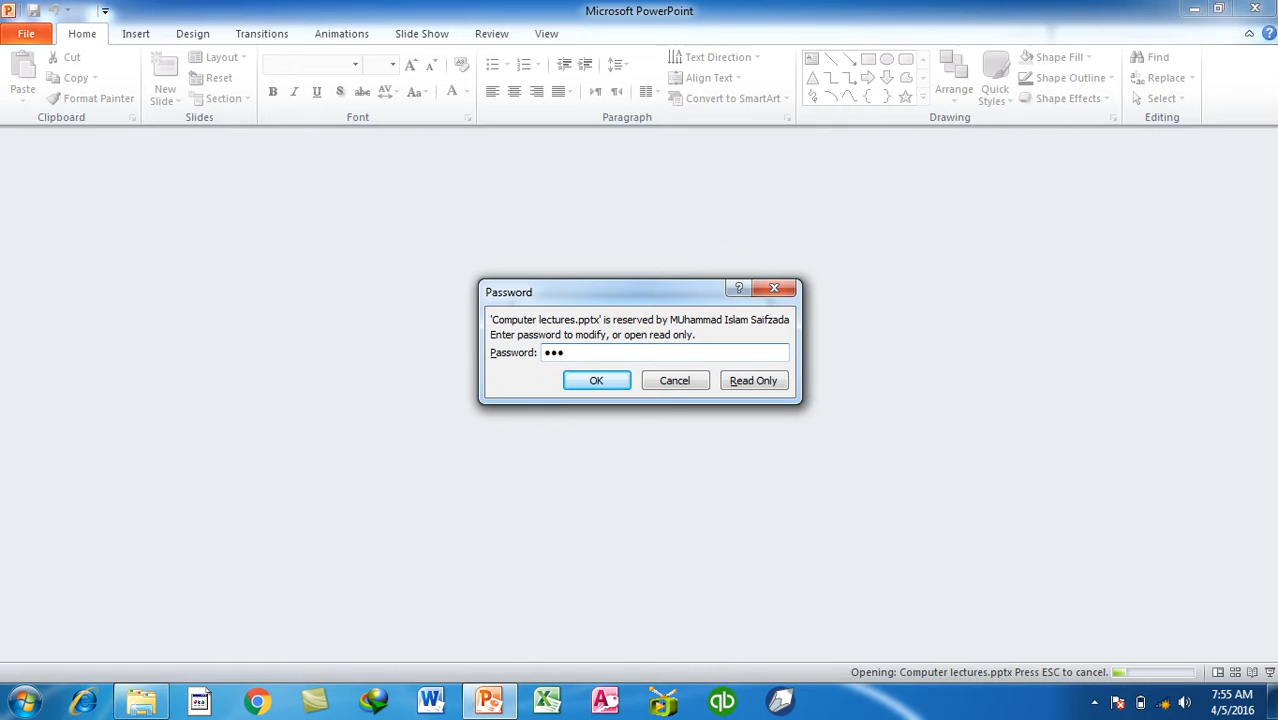 Microsoft PowerPoint
File Home Insert Design Transitions Animations Slide Show Review View
Paste
Cut
Copy
Format Painter
Clipboard
New
Slide
Layout
Reset
Section
Slides
B I U S abc AV Aa A
Font
Text Direction
Align Text
Convert to SmartArt
Paragraph
Arrange
Quick
Styles
Shape Fill
Shape Outline
Shape Effects
Drawing
Find
Replace
Select
Editing
Password
'Computer lectures.pptx' is reserved by MUhammad Islam Saifzada
Enter password to modify, or open read only.
Password: •••
OK Cancel Read Only
Opening: Computer lectures.pptx Press ESC to cancel.
7:55 AM
4/5/2016